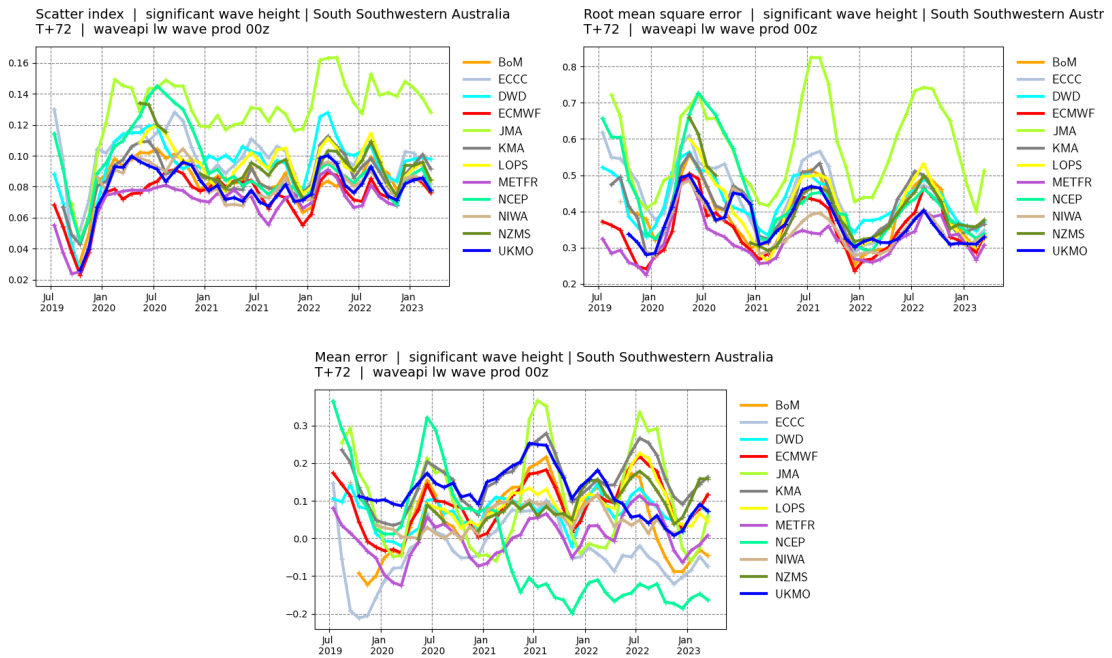 Scatter index | significant wave height | South Southwestern Australia
T+72 | waveapi lw wave prod 00z
0.16
0.14
0.12
0.10
0.08
0.06
0.04
0.02
Jul 2019
Jan 2020
Jul 2020
Jan 2021
Jul 2021
Jan 2022
Jul 2022
Jan 2023
BoM
ECCC
DWD
ECMWF
JMA
KMA
LOPS
METFR
NCEP
NIWA
NZMS
UKMO
Root mean square error | significant wave height | South Southwestern Austr
T+72 | waveapi lw wave prod 00z
0.8
0.7
0.6
0.5
0.4
0.3
0.2
Jul 2019
Jan 2020
Jul 2020
Jan 2021
Jul 2021
Jan 2022
Jul 2022
Jan 2023
BoM
ECCC
DWD
ECMWF
JMA
KMA
LOPS
METFR
NCEP
NIWA
NZMS
UKMO
Mean error | significant wave height | South Southwestern Australia
T+72 | waveapi lw wave prod 00z
0.3
0.2
0.1
0.0
−0.1
−0.2
Jul 2019
Jan 2020
Jul 2020
Jan 2021
Jul 2021
Jan 2022
Jul 2022
Jan 2023
BoM
ECCC
DWD
ECMWF
JMA
KMA
LOPS
METFR
NCEP
NIWA
NZMS
UKMO